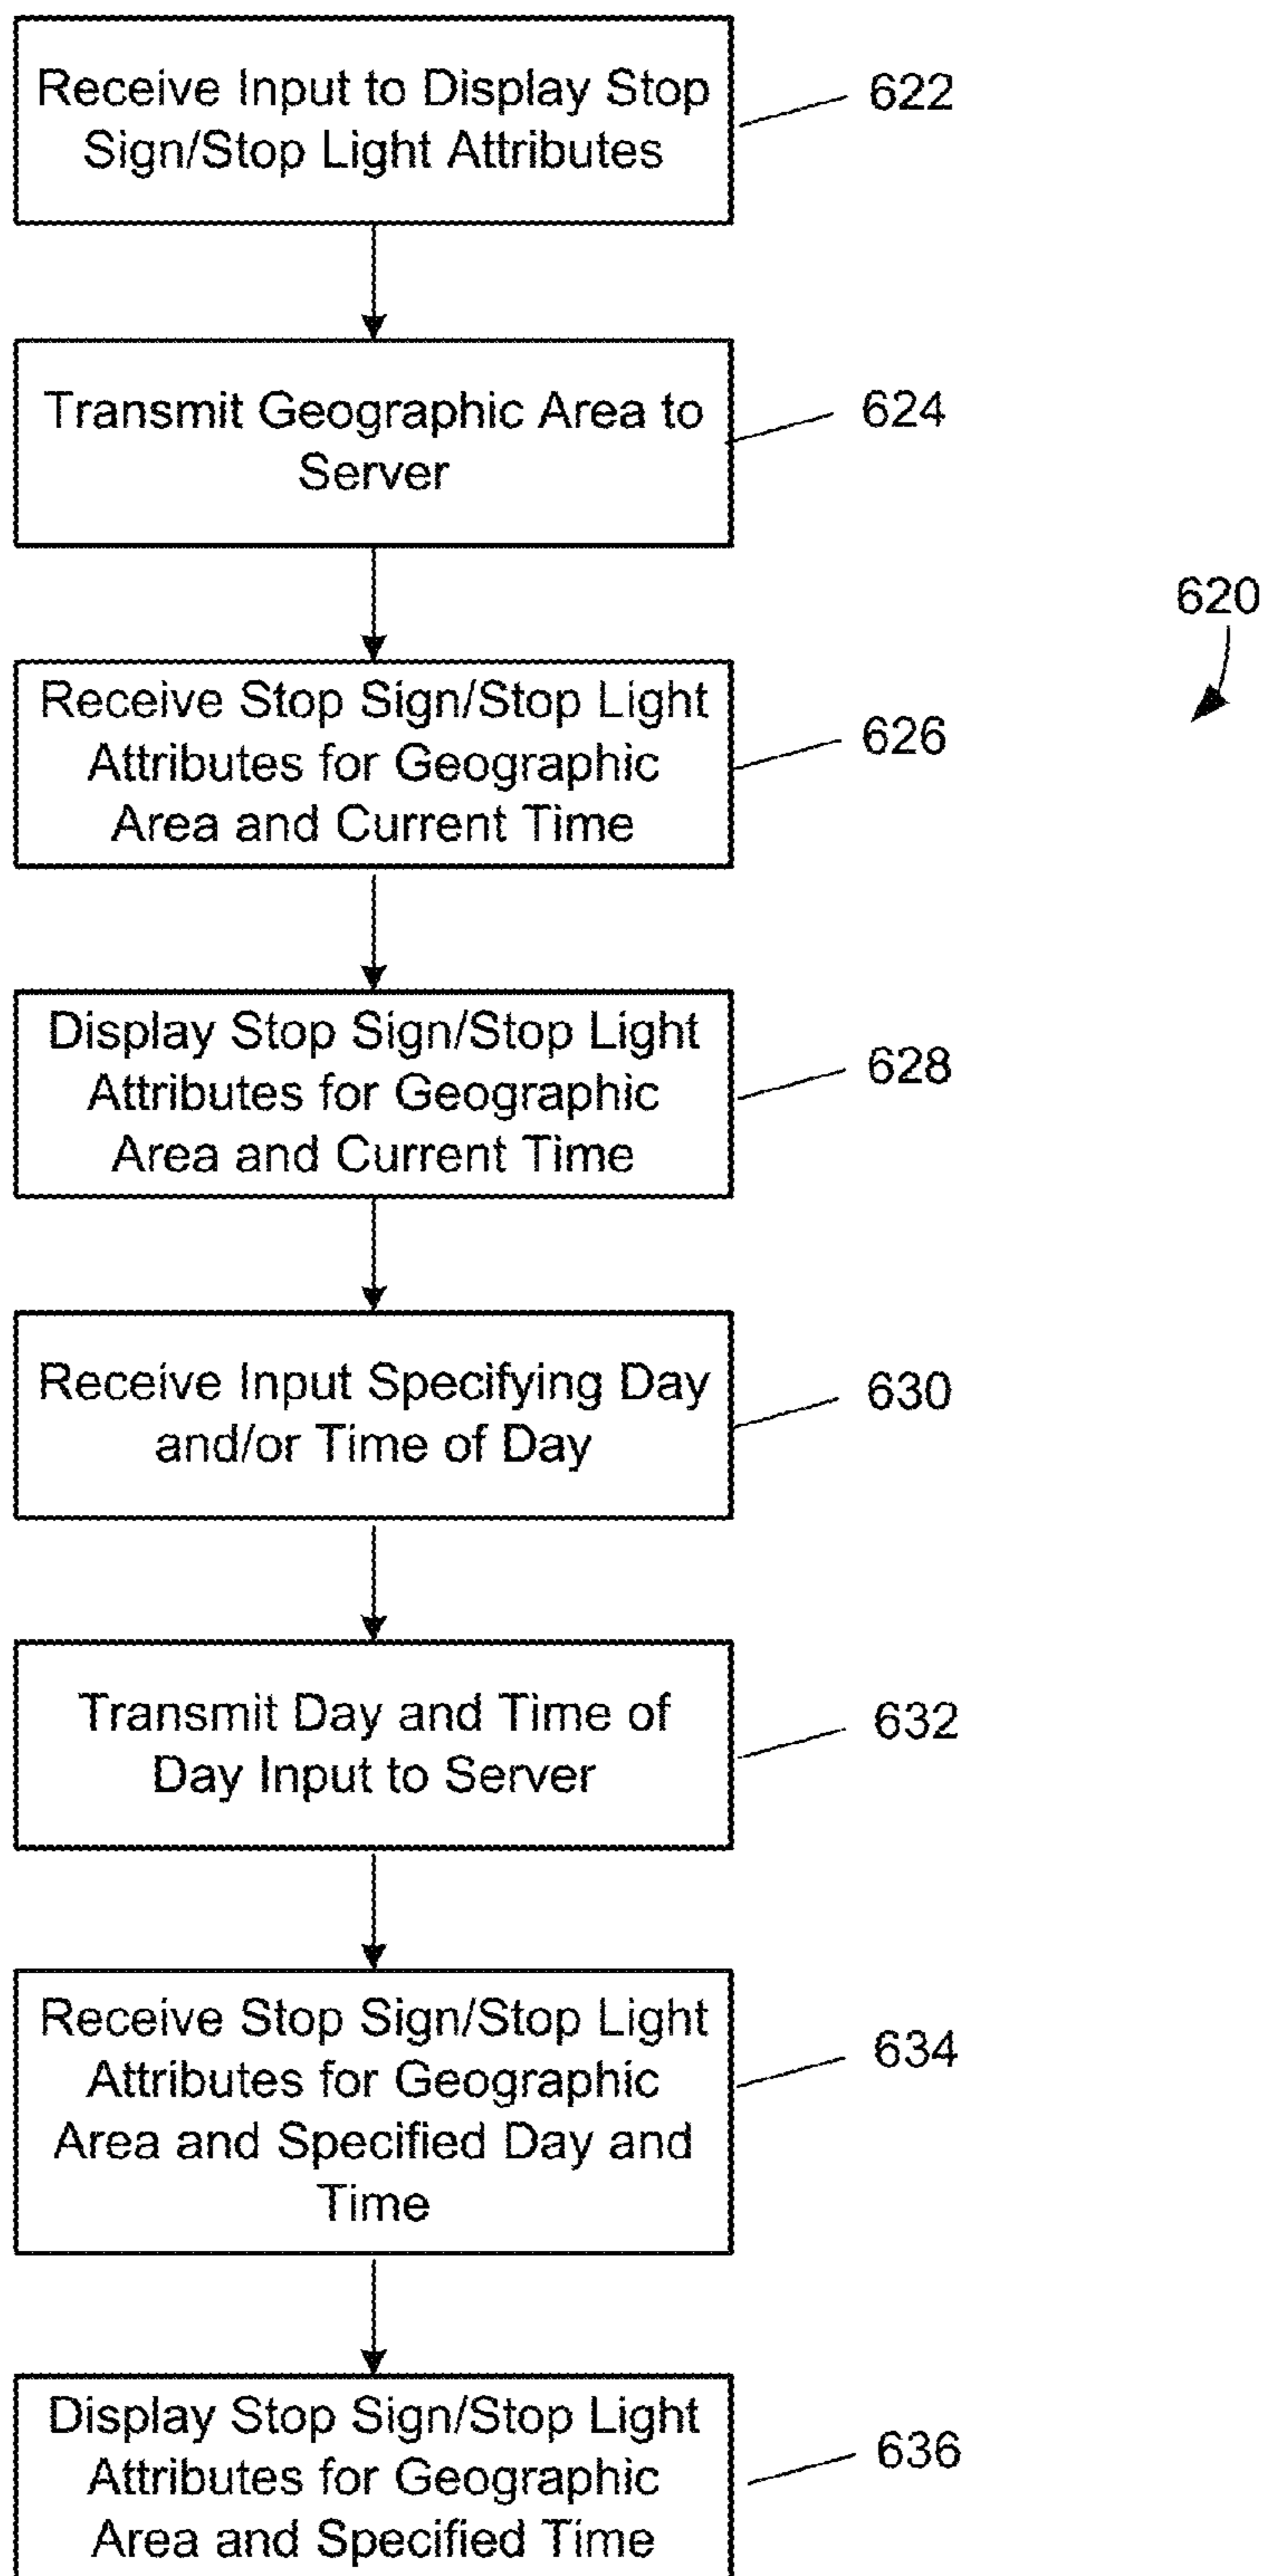 Receive Input to Display Stop
Sign/Stop Light Attributes
622
Transmit Geographic Area to
Server
624
620
Receive Stop Sign/Stop Light
Attributes for Geographic
Area and Current Time
626
Display Stop Sign/Stop Light
Attributes for Geographic
Area and Current Time
628
Receive Input Specifying Day
and/or Time of Day
630
Transmit Day and Time of
Day Input to Server
632
Receive Stop Sign/Stop Light
Attributes for Geographic
Area and Specified Day and
Time
634
Display Stop Sign/Stop Light
Attributes for Geographic
Area and Specified Time
636